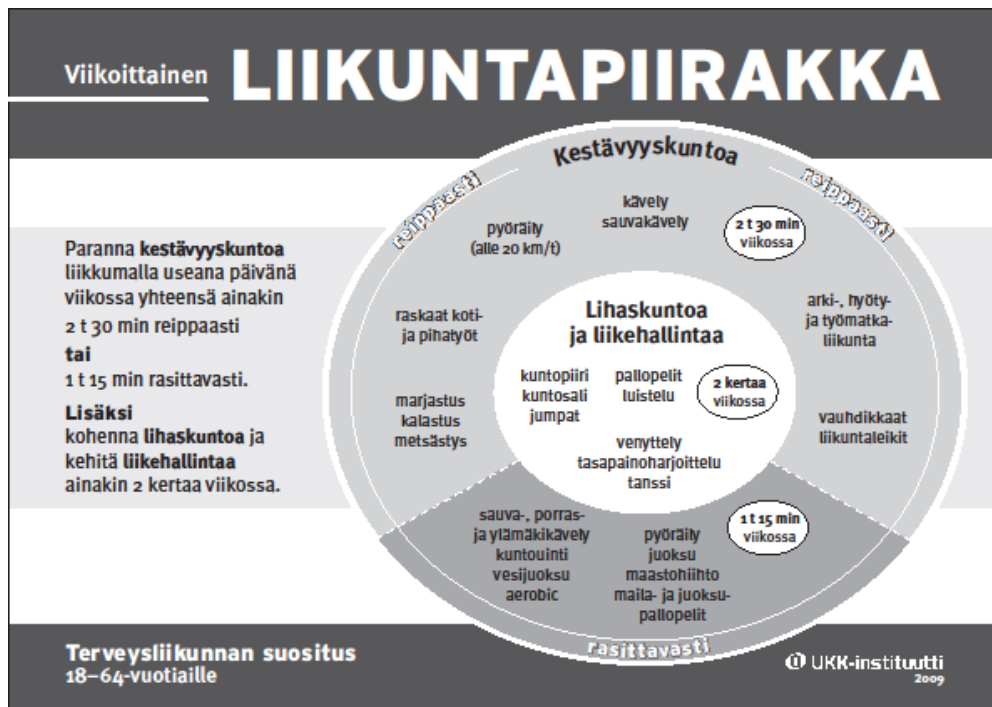 Viikoittainen LIIKUNTAPIIRAKKA
Paranna kestävyyskuntoa
liikkumalla useana päivänä
viikossa yhteensä ainakin
2 t 30 min reippaasti
tai
1 t 15 min rasittavasti.
Lisäksi
kohenna lihaskuntoa ja
kehitä liikehallintaa
ainakin 2 kertaa viikossa.
Kestävyyskuntoa
reippaasti
reippaasti
kävely
sauvakävely
2 t 30 min
viikossa
pyöräily
(alle 20 km/t)
raskaat koti-
ja pihatyöt
arki-, hyöty-
ja työmatka-
liikunta
marjastus
kalastus
metsästys
vauhdikkaat
liikuntaleikit
Lihaskuntoa
ja liikehallintaa
kuntopiiri
kuntosali
jumpat
pallopelit
luistelu
2 kertaa
viikossa
venyttely
tasapainoharjoittelu
tanssi
sauva-, porras-
ja ylämäkikävely
kuntouinti
vesijuoksu
aerobic
pyöräily
juoksu
maastohiihto
maila- ja juoksu-
pallopelit
1 t 15 min
viikossa
rasittavasti
Terveysliikunnan suositus
18–64-vuotiaille
UKK-instituutti
2009